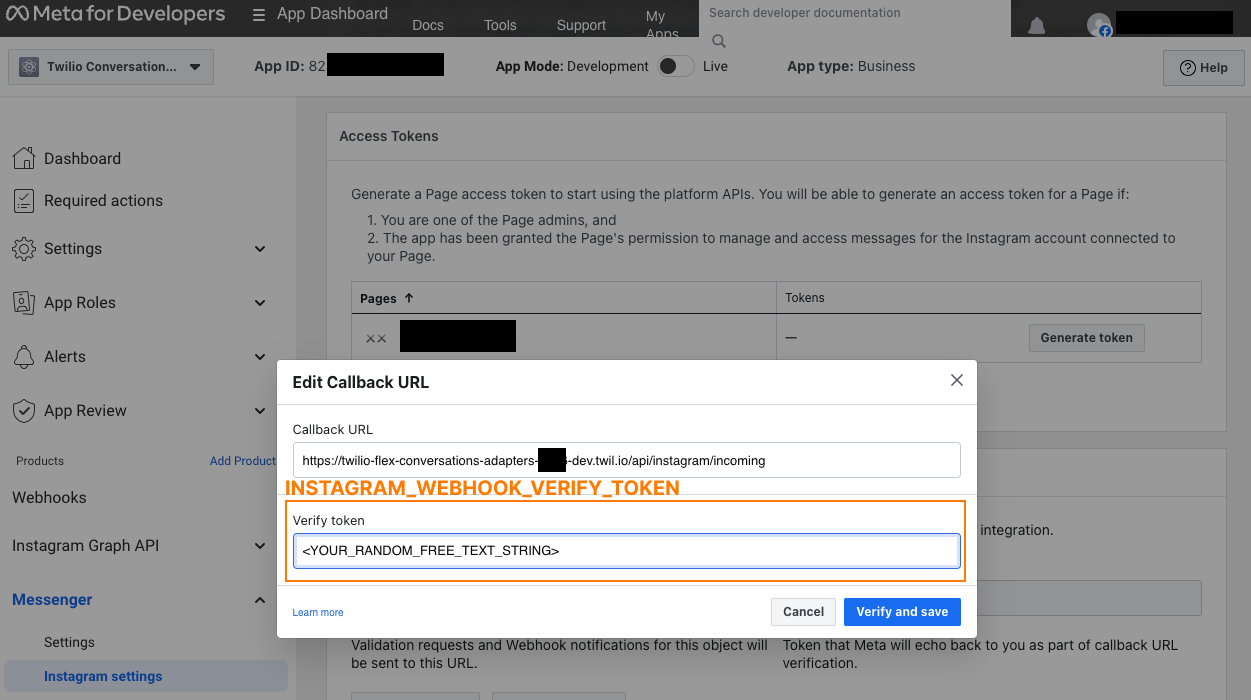 Meta for Developers
App Dashboard
Docs
Tools
Support
My Apps
Search developer documentation
Twilio Conversation...
App ID: 82
App Mode: Development
Live
App type: Business
Help
Dashboard
Required actions
Settings
App Roles
Alerts
App Review
Products
Add Product
Webhooks
Instagram Graph API
Messenger
Settings
Instagram settings
Access Tokens
Generate a Page access token to start using the platform APIs. You will be able to generate an access token for a Page if:
1. You are one of the Page admins, and
2. The app has been granted the Page's permission to manage and access messages for the Instagram account connected to
your Page.
Pages
Tokens
—
Generate token
Edit Callback URL
Callback URL
https://twilio-flex-conversations-adapters- -dev.twil.io/api/instagram/incoming
INSTAGRAM_WEBHOOK_VERIFY_TOKEN
Verify token
<YOUR_RANDOM_FREE_TEXT_STRING>
Learn more
Cancel
Verify and save
integration.
Validation requests and Webhook notifications for this object will
be sent to this URL.
Token that Meta will echo back to you as part of callback URL
verification.